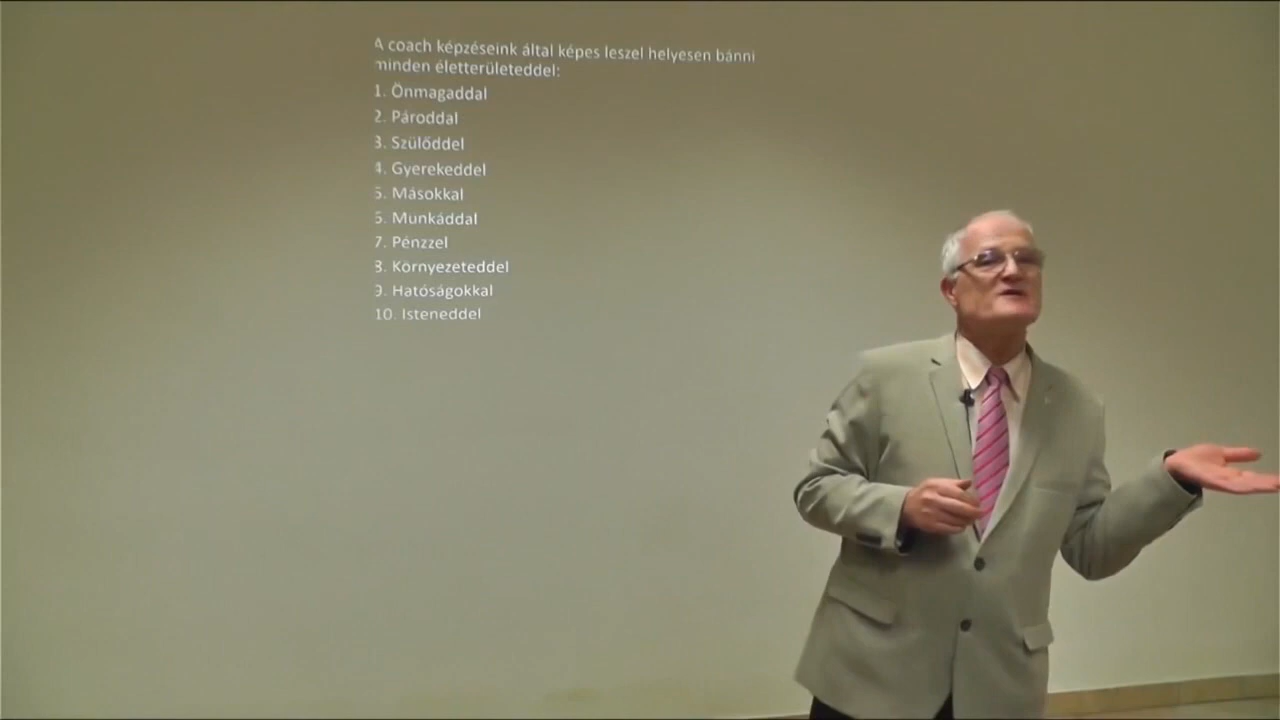 A coach képzéseink által képes leszel helyesen bánni
minden életterületeddel:
1. Önmagaddal
2. Pároddal
3. Szülőddel
4. Gyerekeddel
5. Másokkal
6. Munkáddal
7. Pénzzel
8. Környezeteddel
9. Hatóságokkal
10. Isteneddel